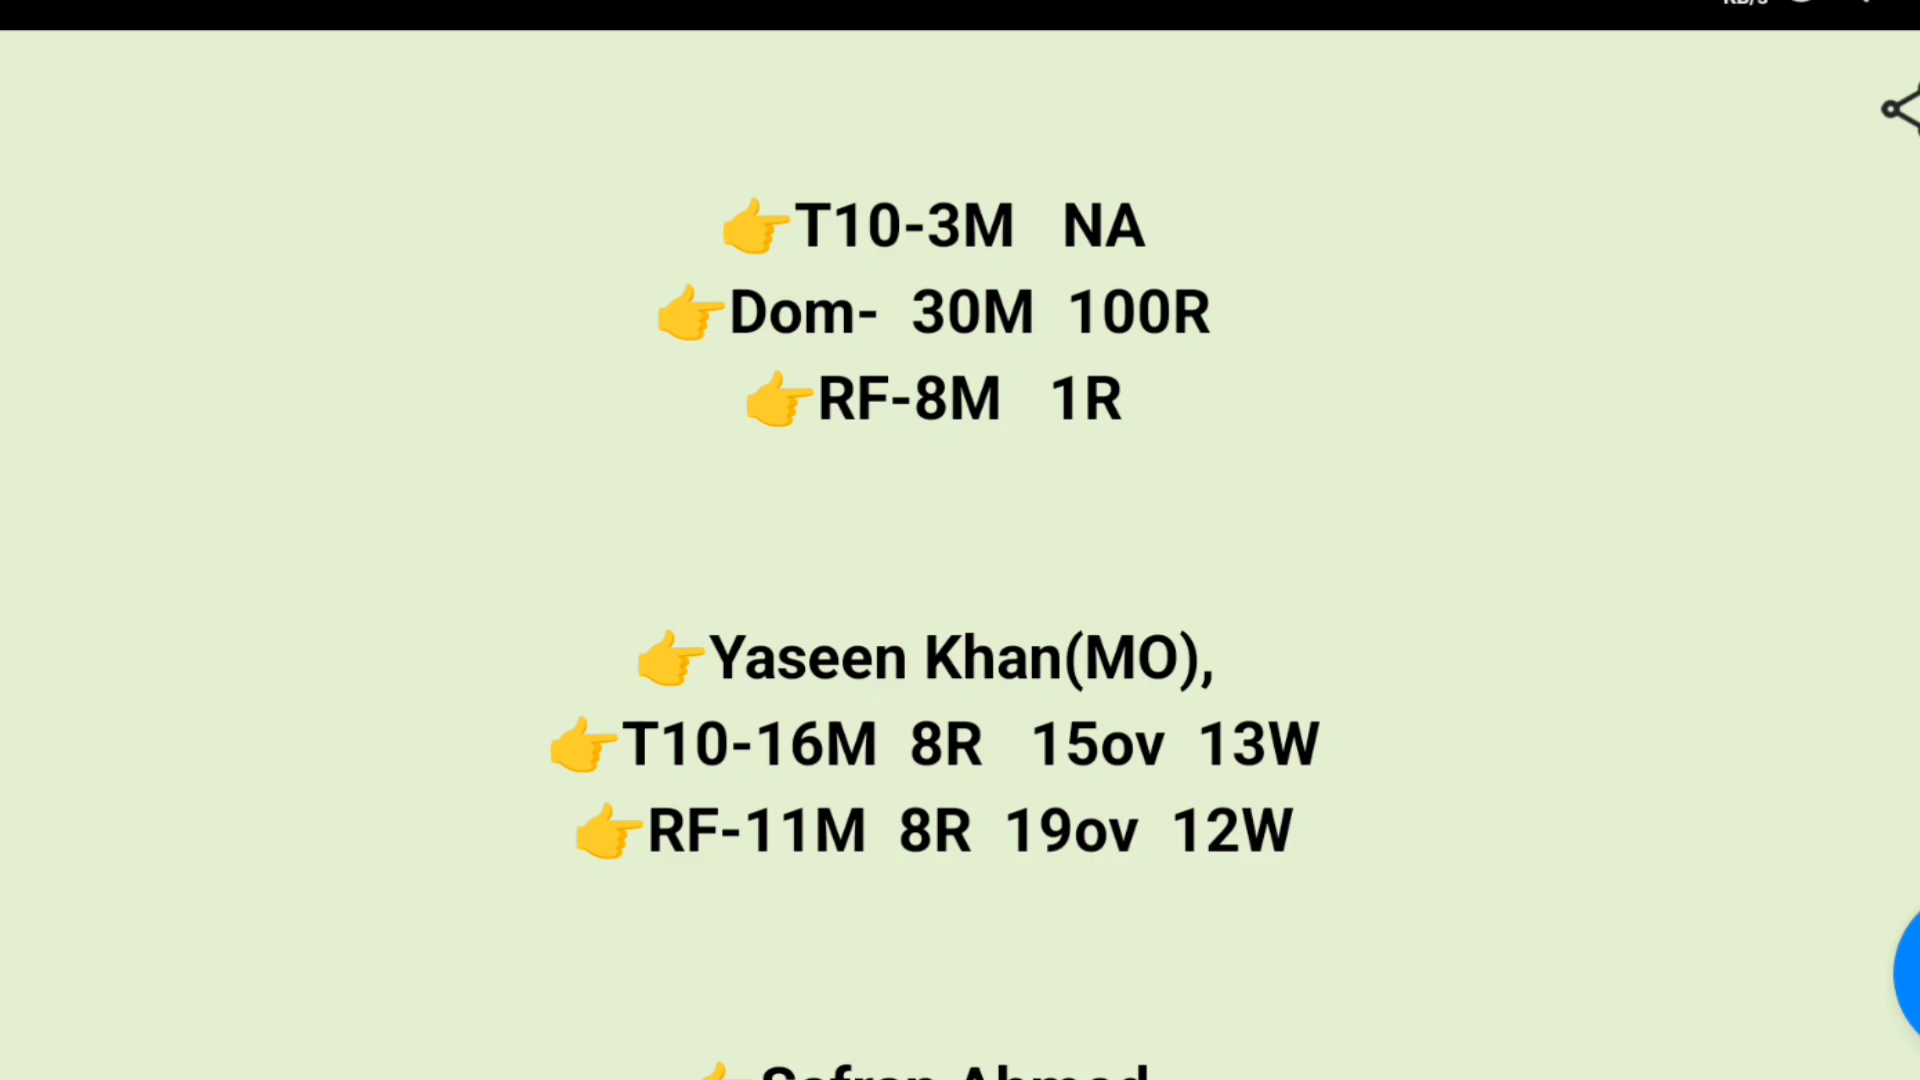 👉T10-3M NA
👉Dom- 30M 100R
👉RF-8M 1R
👉Yaseen Khan(MO),
👉T10-16M 8R 15ov 13W
👉RF-11M 8R 19ov 12W